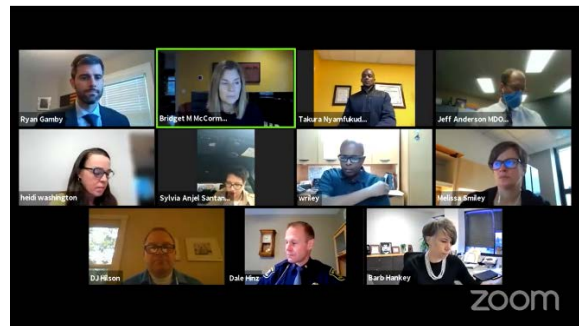 Ryan Gamby
Bridget M McCorm...
Takura Nyamfukud...
Jeff Anderson MDO...
heidi washington
Sylvia Anjel Santan...
wriley
Melissa Smiley
DJ Hilson
Dale Hinz
Barb Hankey
zoom